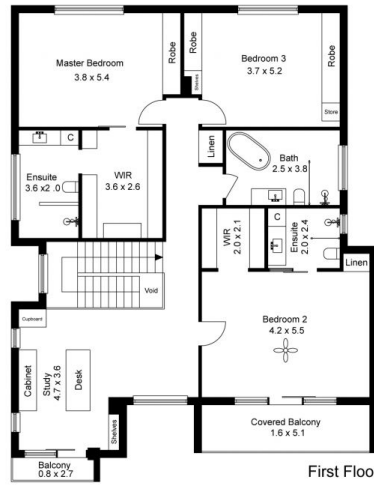 Master Bedroom
3.8 x 5.4
Robe
Shelves
Bedroom 3
3.7 x 5.2
Robe
Store
Linen
Bath
2.5 x 3.8
C
Ensuite
3.6 x2 .0
WIR
3.6 x 2.6
WIR
2.0 x 2.1
C
Ensuite
2.0 x 2.4
Linen
Void
Cupboard
Cabinet
Study
4.7 x 3.6
Desk
Shelves
Bedroom 2
4.2 x 5.5
Covered Balcony
1.6 x 5.1
Balcony
0.8 x 2.7
First Floo